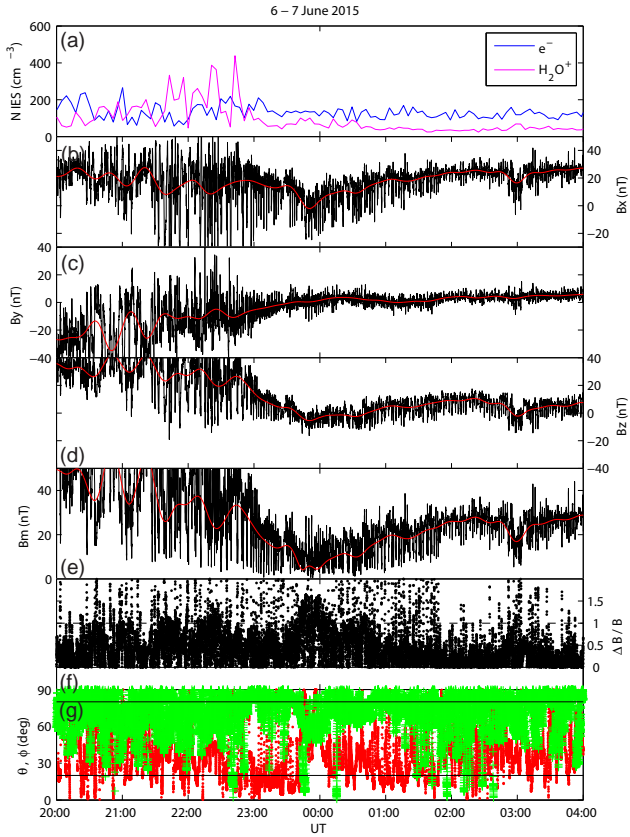 6 – 7 June 2015
(a)
e⁻
H₂O⁺
N IES (cm⁻³)
600
400
200
0
(b)
40
20
0
−20
Bx (nT)
(c)
40
20
0
−20
−40
By (nT)
40
20
0
−20
−40
Bz (nT)
(d)
40
20
0
Bm (nT)
(e)
1.5
1
0.5
0
Δ B / B
(f)
(g)
90
60
30
0
θ , ϕ (deg)
20:00 21:00 22:00 23:00 00:00 01:00 02:00 03:00 04:00
UT